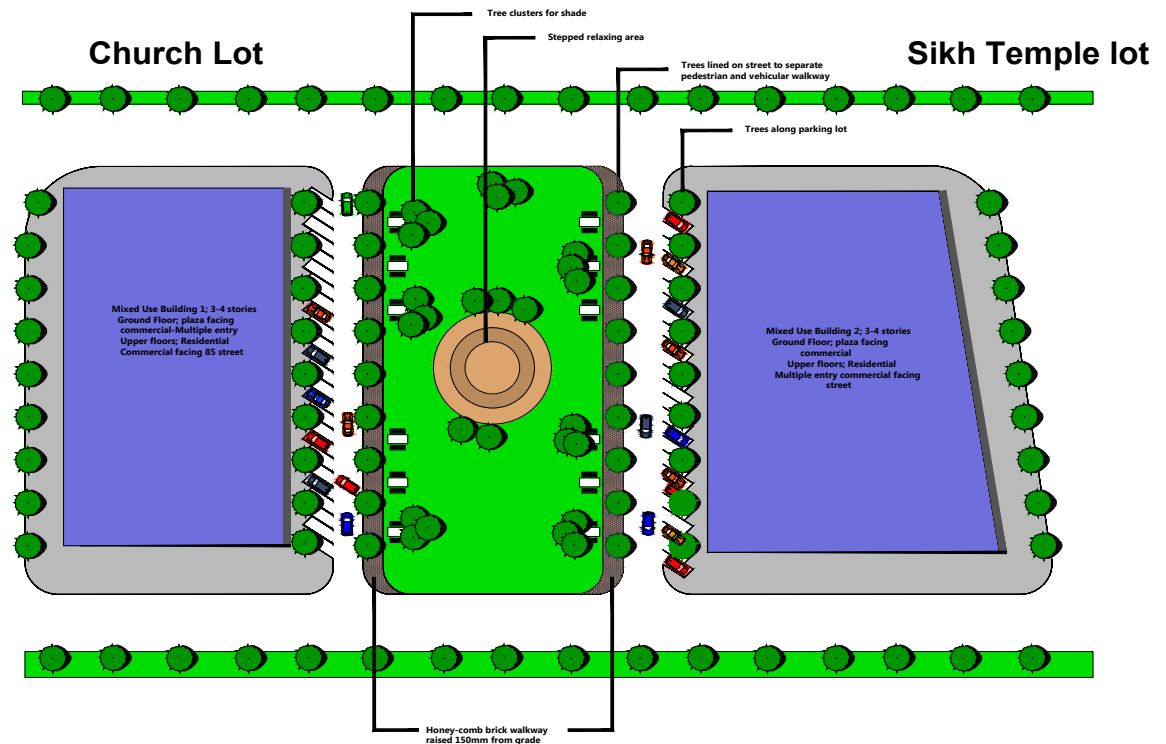 Tree clusters for shade
Church Lot
Stepped relaxing area
Sikh Temple lot
Trees lined on street to separate
pedestrian and vehicular walkway
Trees along parking lot
Mixed Use Building 1; 3-4 stories
Ground Floor; plaza facing
commercial-Multiple entry
Upper floors; Residential
Commercial facing 85 street
Mixed Use Building 2; 3-4 stories
Ground Floor; plaza facing
commercial
Upper floors; Residential
Multiple entry commercial facing
street
Honey-comb brick walkway
raised 150mm from grade